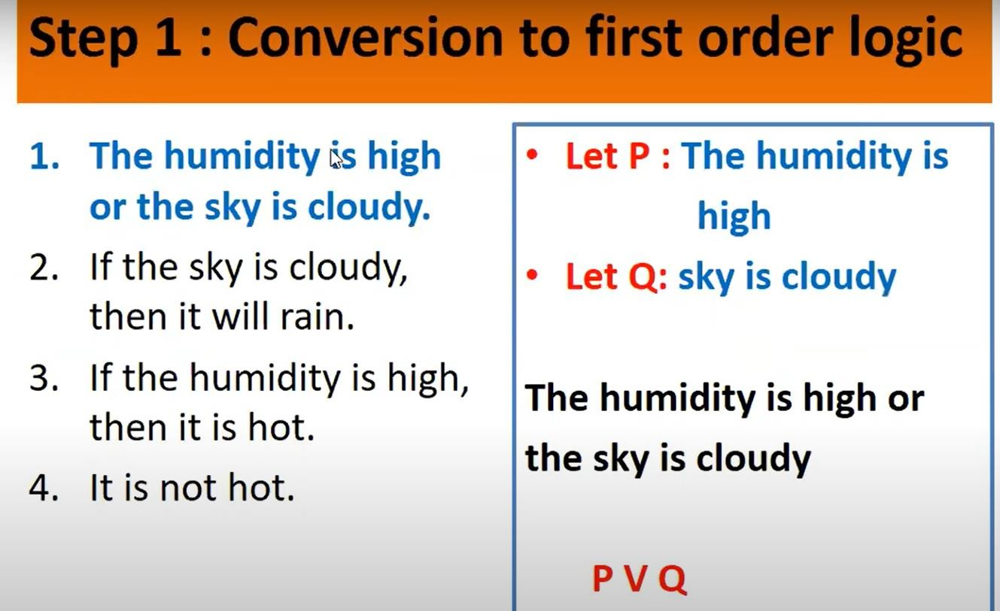 Step 1 : Conversion to first order logic
1. The humidity is high
or the sky is cloudy.
2. If the sky is cloudy,
then it will rain.
3. If the humidity is high,
then it is hot.
4. It is not hot.
• Let P : The humidity is
high
• Let Q: sky is cloudy
The humidity is high or
the sky is cloudy
P V Q